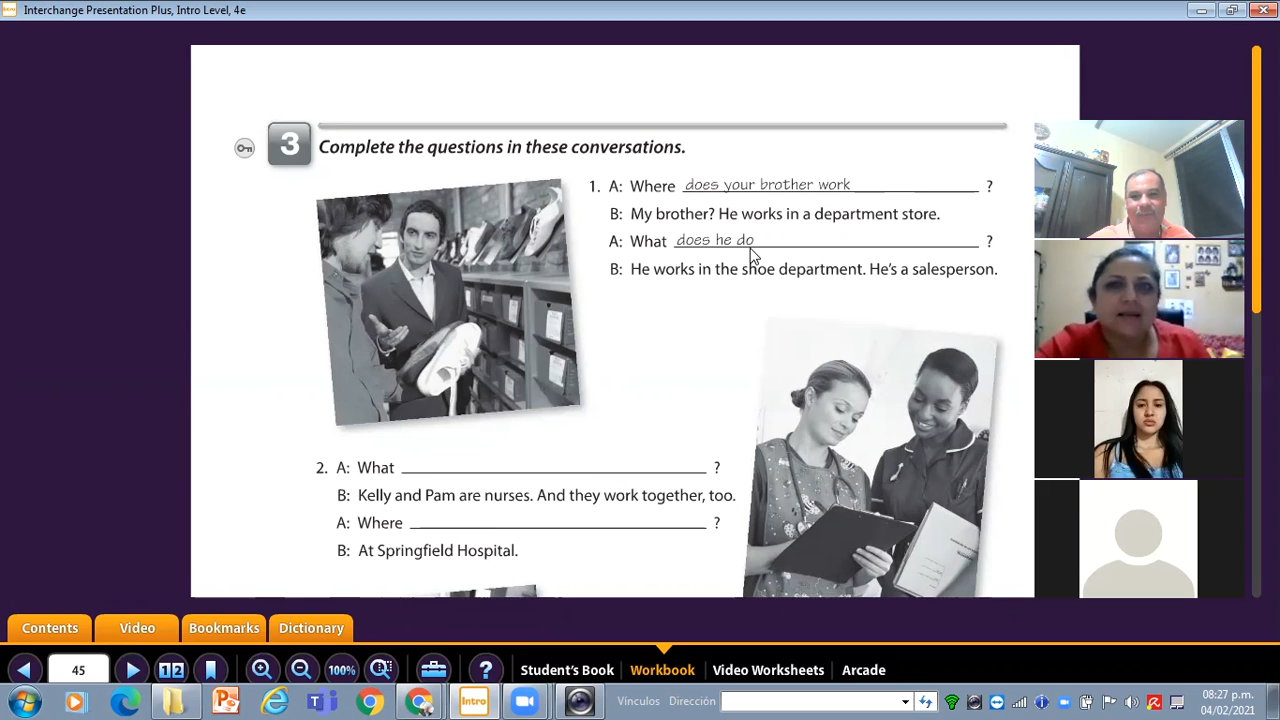 Interchange Presentation Plus, Intro Level, 4e
3 Complete the questions in these conversations.
1. A: Where does your brother work ?
B: My brother? He works in a department store.
A: What does he do ?
B: He works in the shoe department. He's a salesperson.
2. A: What ?
B: Kelly and Pam are nurses. And they work together, too.
A: Where ?
B: At Springfield Hospital.
Contents Video Bookmarks Dictionary
45 12 100% ? Student's Book Workbook Video Worksheets Arcade
Intro Vínculos Dirección 08:27 p.m.
04/02/2021